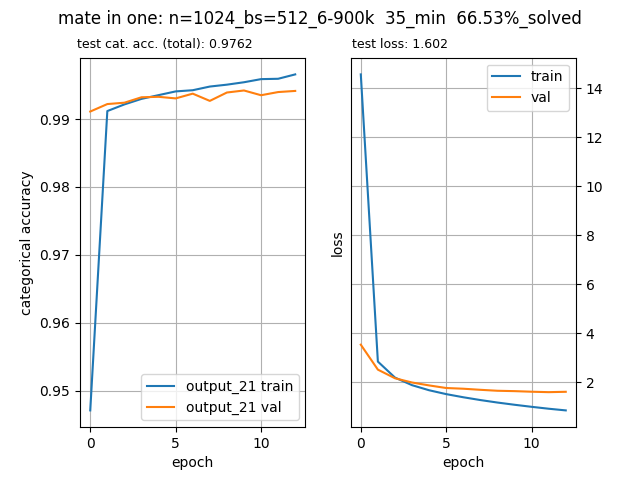 mate in one: n=1024_bs=512_6-900k  35_min  66.53%_solved
test cat. acc. (total): 0.9762
categorical accuracy
0.99
0.98
0.97
0.96
0.95
output_21 train
output_21 val
0
5
10
epoch
test loss: 1.602
loss
train
val
14
12
10
8
6
4
2
0
5
10
epoch